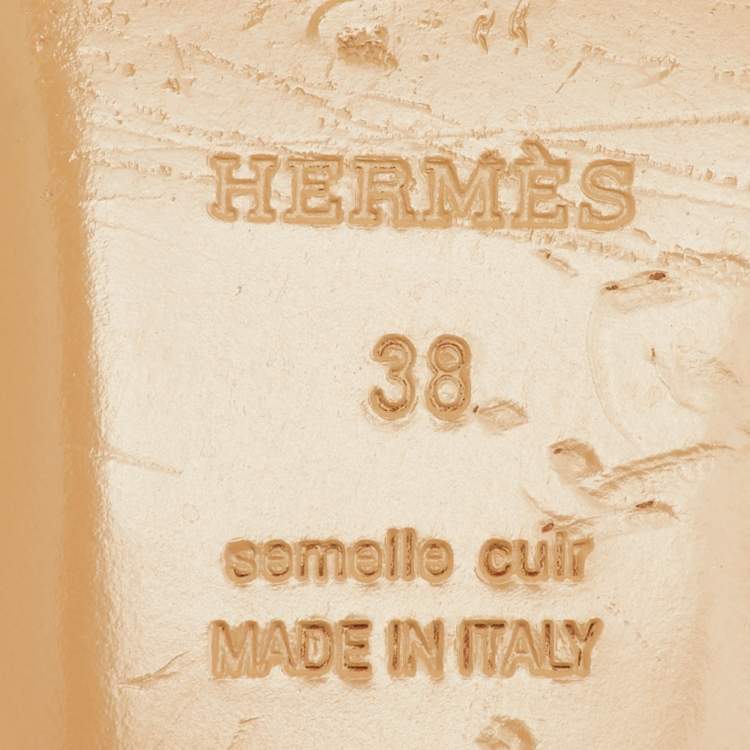 HERMÈS
38
semelle cuir
MADE IN ITALY